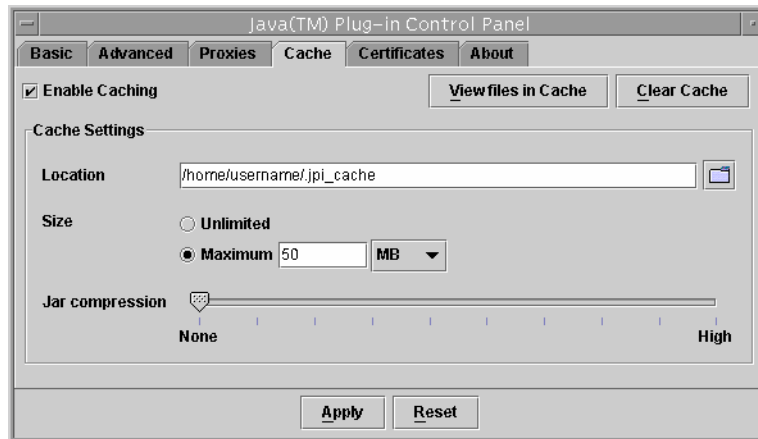 Java(TM) Plug-in Control Panel
Basic Advanced Proxies Cache Certificates About
Enable Caching View files in Cache Clear Cache
Cache Settings
Location /home/username/.jpi_cache
Size Unlimited
Maximum 50 MB
Jar compression
None High
Apply Reset